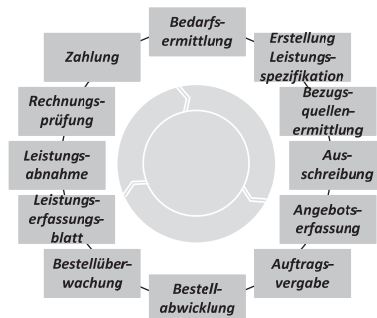 Bedarfs-
ermittlung
Erstellung
Leistungs-
spezifikation
Bezugs-
quellen-
ermittlung
Aus-
schreibung
Angebots-
erfassung
Auftrags-
vergabe
Bestell-
abwicklung
Bestellüber-
wachung
Leistungs-
erfassungs-
blatt
Leistungs-
abnahme
Rechnungs-
prüfung
Zahlung